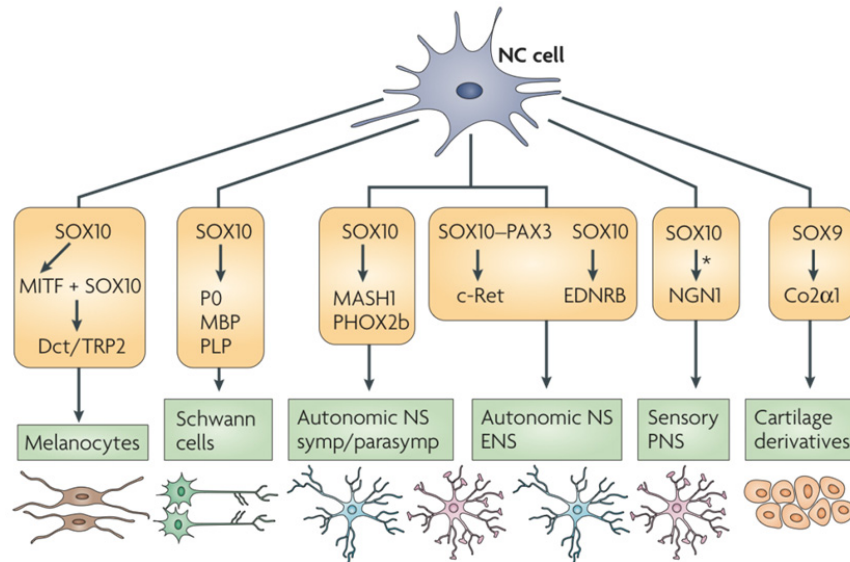 NC cell
SOX10
MITF + SOX10
Dct/TRP2
SOX10
P0
MBP
PLP
SOX10
MASH1
PHOX2b
SOX10–PAX3
c-Ret
SOX10
EDNRB
SOX10
*
NGN1
SOX9
Co2α1
Melanocytes
Schwann
cells
Autonomic NS
symp/parasymp
Autonomic NS
ENS
Sensory
PNS
Cartilage
derivatives